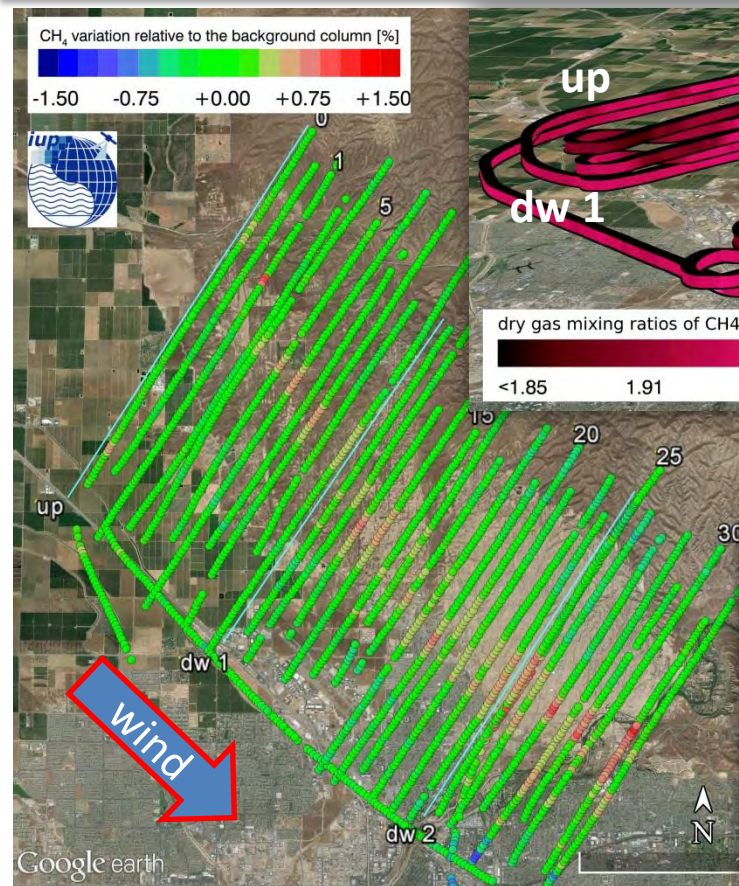 CH₄ variation relative to the background column [%]
-1.50 -0.75 +0.00 +0.75 +1.50
iup
up
dw 1
dry gas mixing ratios of CH4
<1.85 1.91
0
1
5
15
20
25
30
up
dw 1
wind
dw 2
N
Google earth